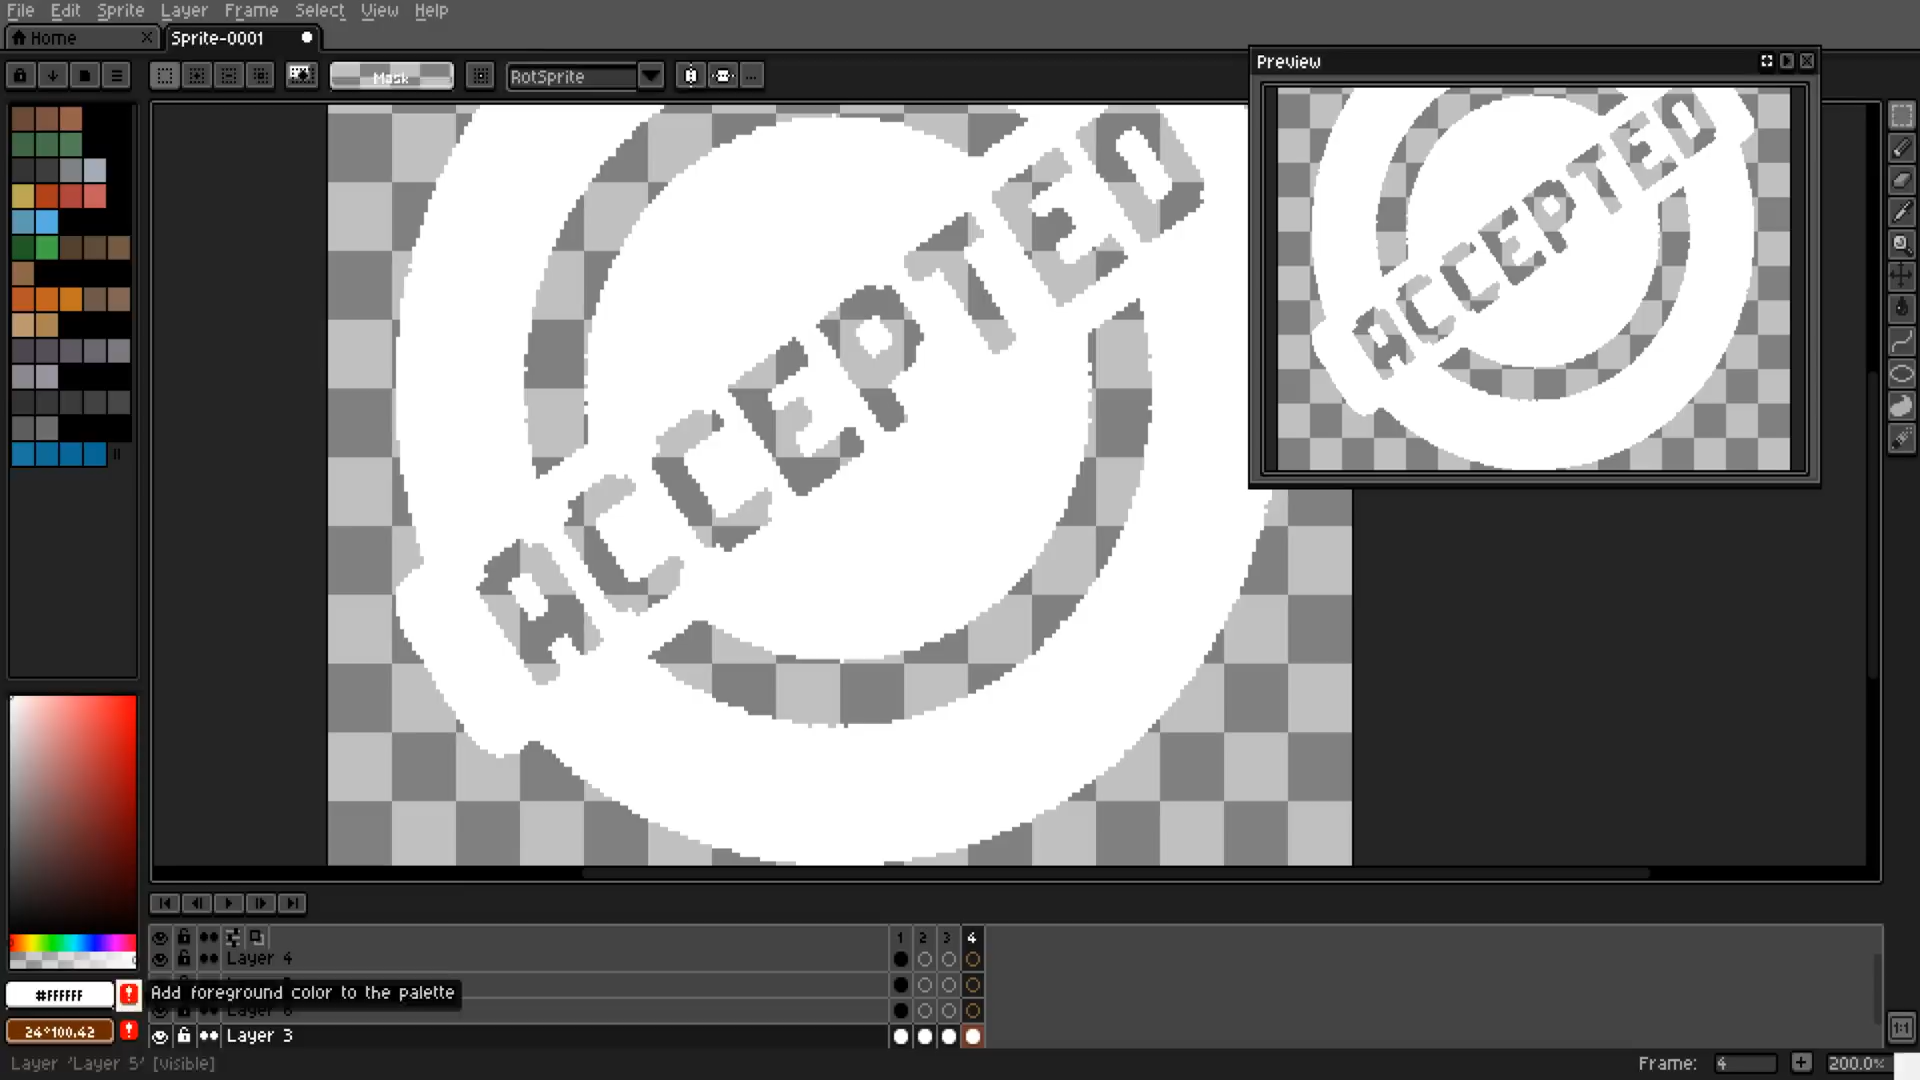 File Edit Sprite Layer Frame Select View Help
Home
Sprite-0001
Mask
RotSprite
Preview
ACCEPTED
ACCEPTED
1 2 3 4
Layer 4
Add foreground color to the palette
#FFFFFF
24°100.42
Layer 3
Layer 'Layer 5' [visible]
Frame: 4
200.0%
1:1